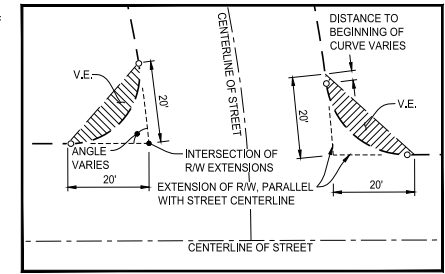 DISTANCE TO
BEGINNING OF
CURVE VARIES
CENTERLINE OF STREET
V.E.
20'
20'
V.E.
ANGLE
VARIES
INTERSECTION OF
R/W EXTENSIONS
20'
EXTENSION OF R/W, PARALLEL
WITH STREET CENTERLINE
20'
CENTERLINE OF STREET